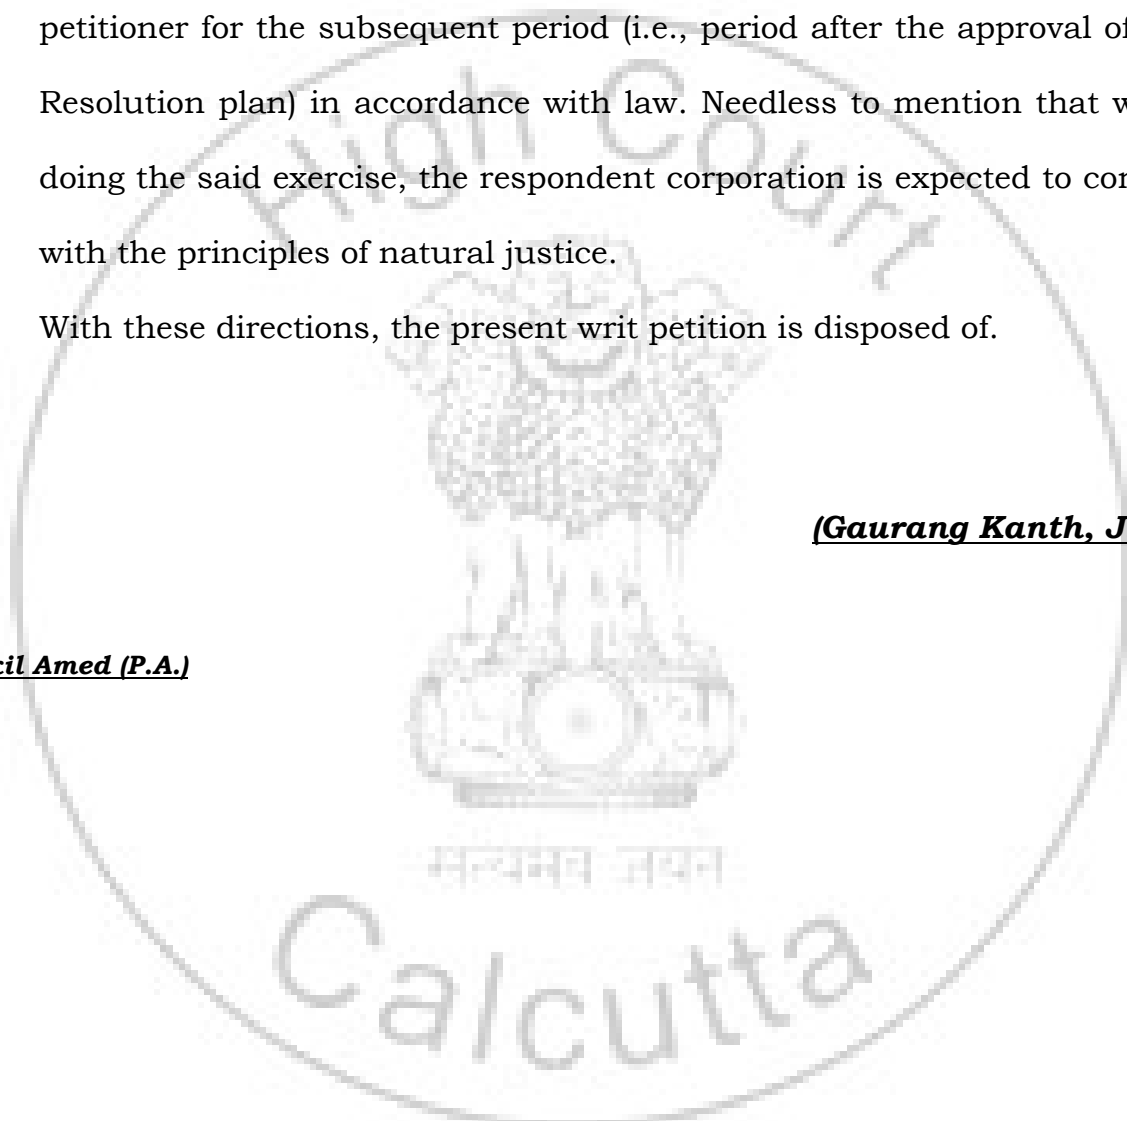 petitioner for the subsequent period (i.e., period after the approval of
Resolution plan) in accordance with law. Needless to mention that w
doing the said exercise, the respondent corporation is expected to cor
with the principles of natural justice.
With these directions, the present writ petition is disposed of.
High Court
(Gaurang Kanth, J
Amed (P.A.)
Calcutta